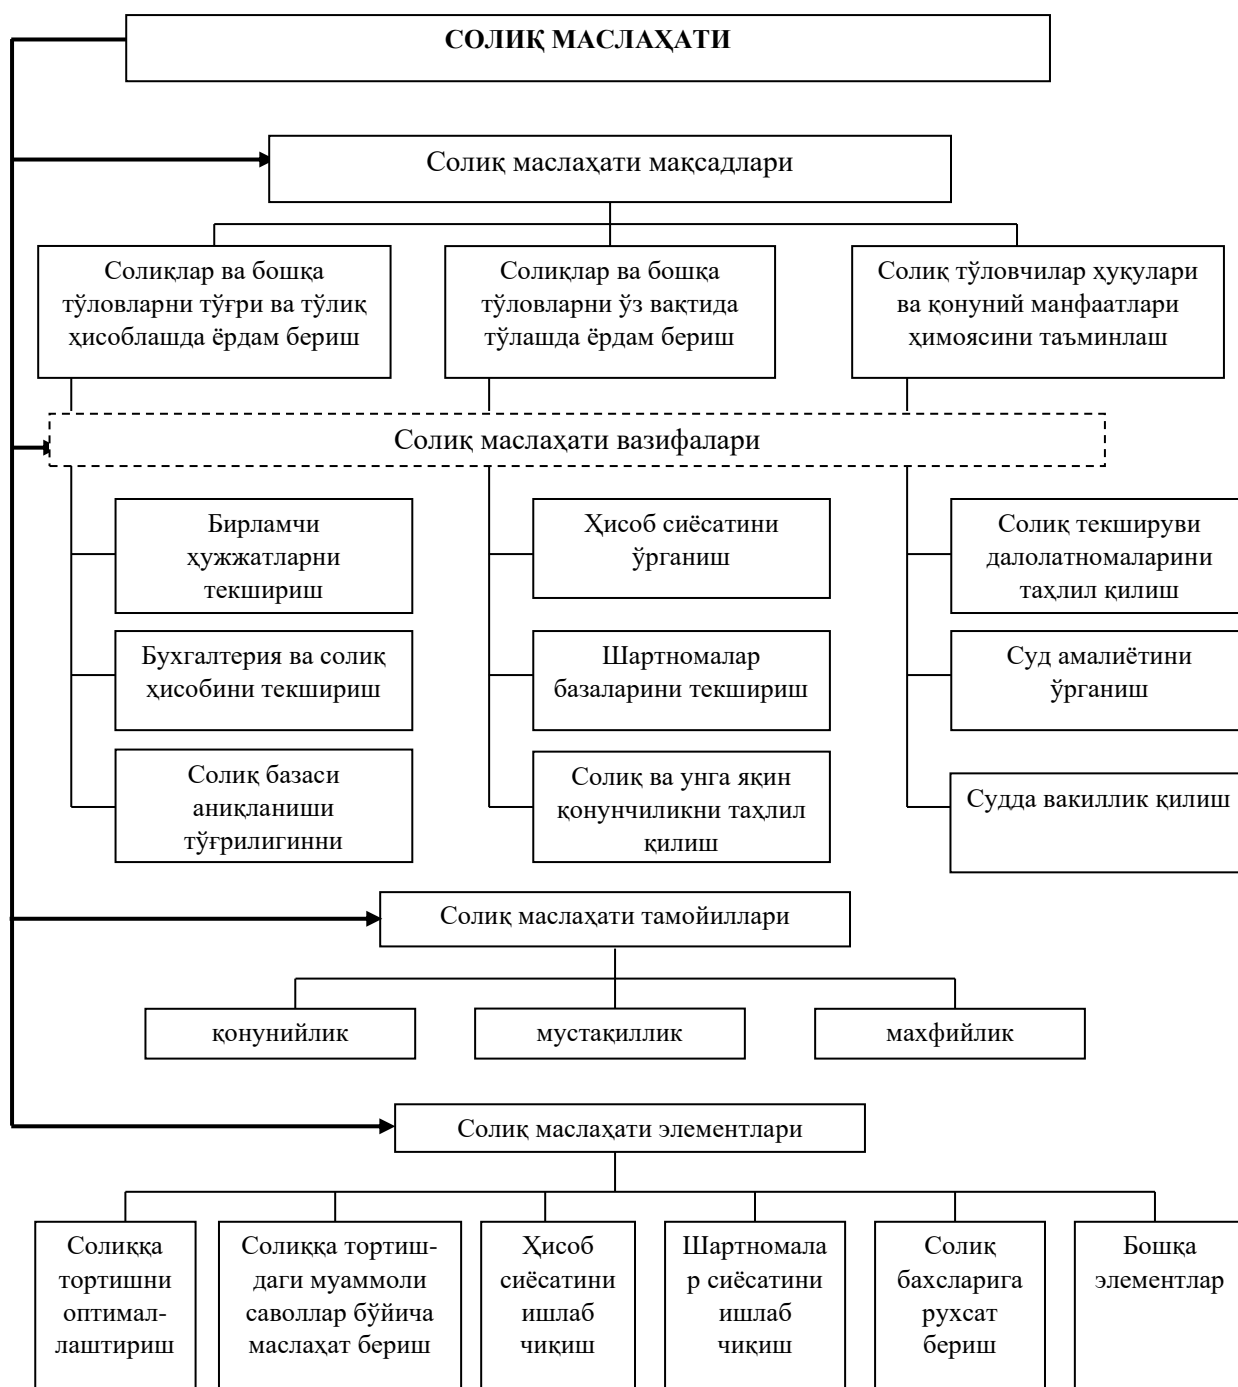 СОЛИҚ МАСЛАҲАТИ
Солиқ маслаҳати мақсадлари
Солиқлар ва бошқа
тўловларни тўғри ва тўлиқ
ҳисоблашда ёрдам бериш
Солиқлар ва бошқа
тўловларни ўз вақтида
тўлашда ёрдам бериш
Солиқ тўловчилар ҳуқулари
ва қонуний манфаатлари
ҳимоясини таъминлаш
Солиқ маслаҳати вазифалари
Бирламчи
ҳужжатларни
текшириш
Ҳисоб сиёсатини
ўрганиш
Солиқ текшируви
далолатномаларини
таҳлил қилиш
Бухгалтерия ва солиқ
ҳисобини текшириш
Шартномалар
базаларини текшириш
Суд амалиётини
ўрганиш
Солиқ базаси
аниқланиши
тўғрилигинни
Солиқ ва унга яқин
қонунчиликни таҳлил
қилиш
Судда вакиллик қилиш
Солиқ маслаҳати тамойиллари
қонунийлик
мустақиллик
махфийлик
Солиқ маслаҳати элементлари
Солиққа
тортишни
оптимал-
лаштириш
Солиққа тортиш-
даги муаммоли
саволлар бўйича
маслаҳат бериш
Ҳисоб
сиёсатини
ишлаб
чиқиш
Шартномала
р сиёсатини
ишлаб
чиқиш
Солиқ
бахсларига
рухсат
бериш
Бошқа
элементлар